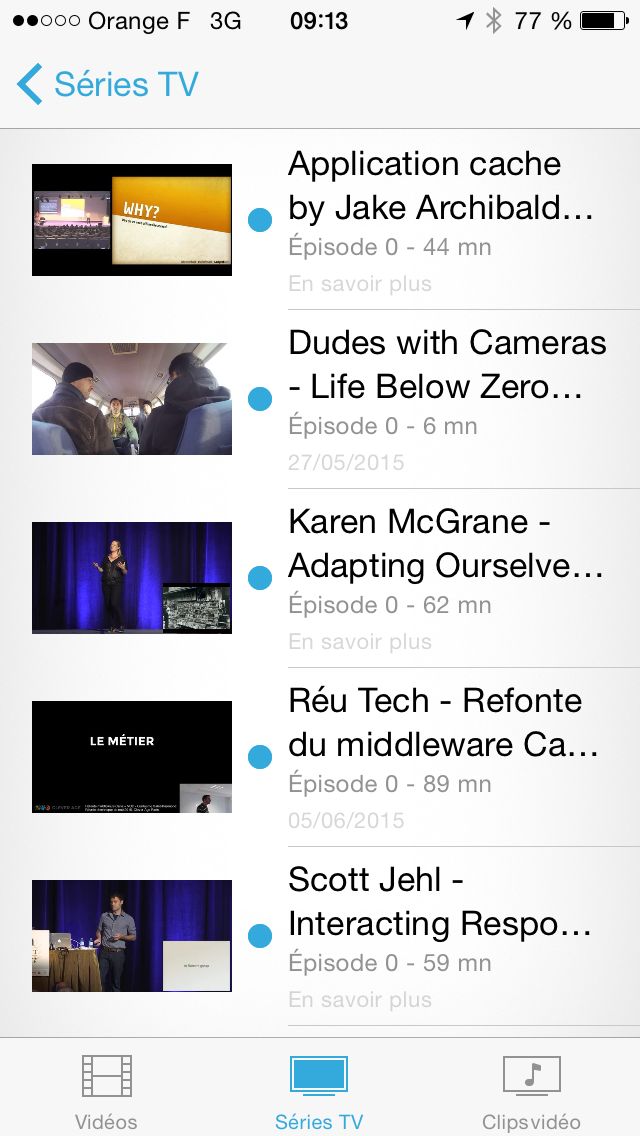 Orange F 3G 09:13 77 %
Séries TV
WHY?
Application cache
by Jake Archibald...
Épisode 0 - 44 mn
En savoir plus
Dudes with Cameras
- Life Below Zero...
Épisode 0 - 6 mn
27/05/2015
Karen McGrane -
Adapting Ourselve...
Épisode 0 - 62 mn
En savoir plus
LE MÉTIER
CLEVER AGE
Réu Tech - Refonte
du middleware Ca...
Épisode 0 - 89 mn
05/06/2015
Scott Jehl -
Interacting Respo...
Épisode 0 - 59 mn
En savoir plus
Vidéos
Séries TV
Clipsvidéo